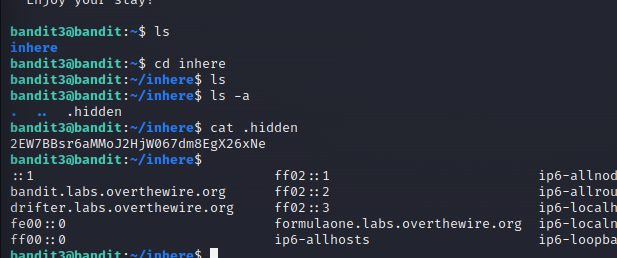 Enjoy your stay!
bandit3@bandit:~$ ls
inhere
bandit3@bandit:~$ cd inhere
bandit3@bandit:~/inhere$ ls
bandit3@bandit:~/inhere$ ls -a
. .. .hidden
bandit3@bandit:~/inhere$ cat .hidden
2EW7BBsr6aMMoJ2HjW067dm8EgX26xNe
bandit3@bandit:~/inhere$
::1 ff02::1 ip6-allnod
bandit.labs.overthewire.org ff02::2 ip6-allrou
drifter.labs.overthewire.org ff02::3 ip6-localh
fe00::0 formulaone.labs.overthewire.org ip6-localn
ff00::0 ip6-allhosts ip6-loopba
bandit3@bandit:~/inhere$